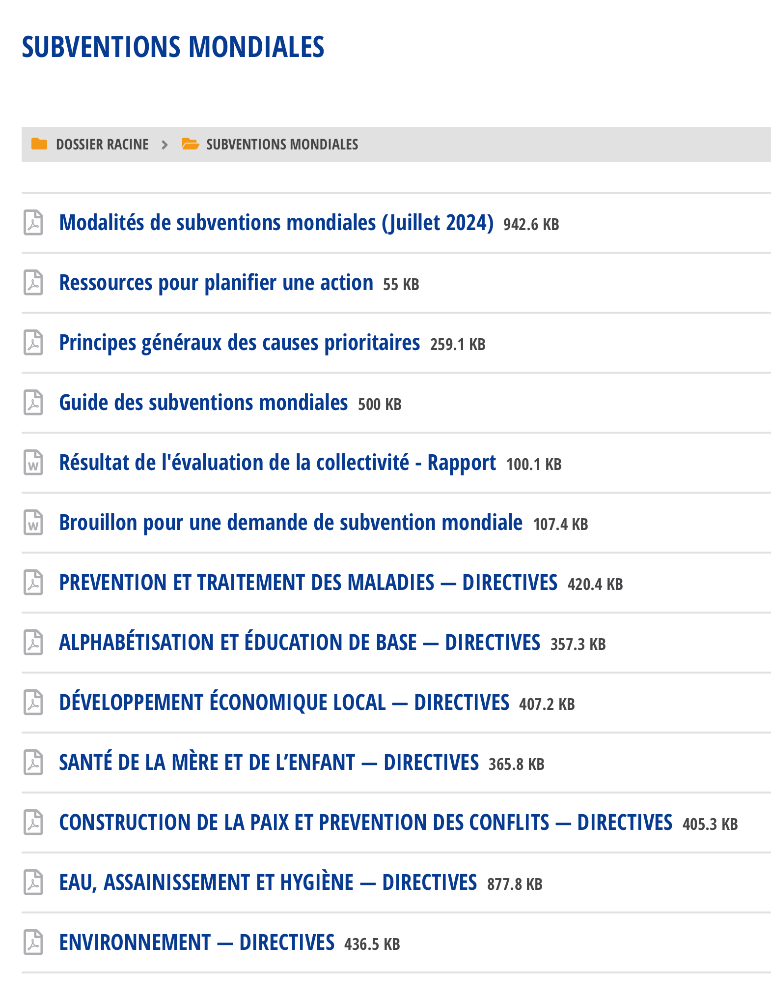 SUBVENTIONS MONDIALES
DOSSIER RACINE > SUBVENTIONS MONDIALES
Modalités de subventions mondiales (Juillet 2024) 942.6 KB
Ressources pour planifier une action 55 KB
Principes généraux des causes prioritaires 259.1 KB
Guide des subventions mondiales 500 KB
Résultat de l'évaluation de la collectivité - Rapport 100.1 KB
Brouillon pour une demande de subvention mondiale 107.4 KB
PREVENTION ET TRAITEMENT DES MALADIES — DIRECTIVES 420.4 KB
ALPHABÉTISATION ET ÉDUCATION DE BASE — DIRECTIVES 357.3 KB
DÉVELOPPEMENT ÉCONOMIQUE LOCAL — DIRECTIVES 407.2 KB
SANTÉ DE LA MÈRE ET DE L’ENFANT — DIRECTIVES 365.8 KB
CONSTRUCTION DE LA PAIX ET PREVENTION DES CONFLITS — DIRECTIVES 405.3 KB
EAU, ASSAINISSEMENT ET HYGIÈNE — DIRECTIVES 877.8 KB
ENVIRONNEMENT — DIRECTIVES 436.5 KB